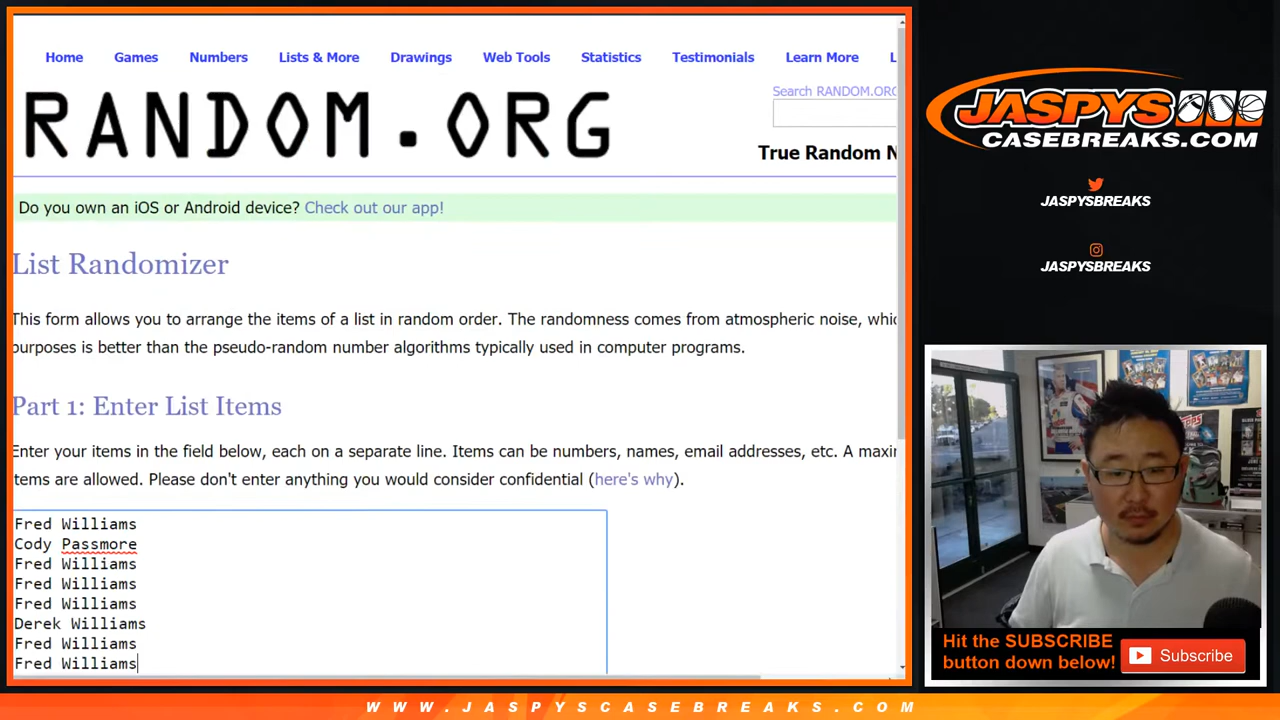 Home Games Numbers Lists & More Drawings Web Tools Statistics Testimonials Learn More L
Search RANDOM.ORG
RANDOM.ORG
True Random N
Do you own an iOS or Android device? Check out our app!
List Randomizer
This form allows you to arrange the items of a list in random order. The randomness comes from atmospheric noise, whic
purposes is better than the pseudo-random number algorithms typically used in computer programs.
Part 1: Enter List Items
Enter your items in the field below, each on a separate line. Items can be numbers, names, email addresses, etc. A maxi
tems are allowed. Please don't enter anything you would consider confidential (here's why).
Fred Williams
Cody Passmore
Fred Williams
Fred Williams
Fred Williams
Derek Williams
Fred Williams
Fred Williams
JASPYS
CASEBREAKS.COM
JASPYSBREAKS
JASPYSBREAKS
TOPPS
Hit the SUBSCRIBE
button down below!
Subscribe
WWW.JASPYSCASEBREAKS.COM